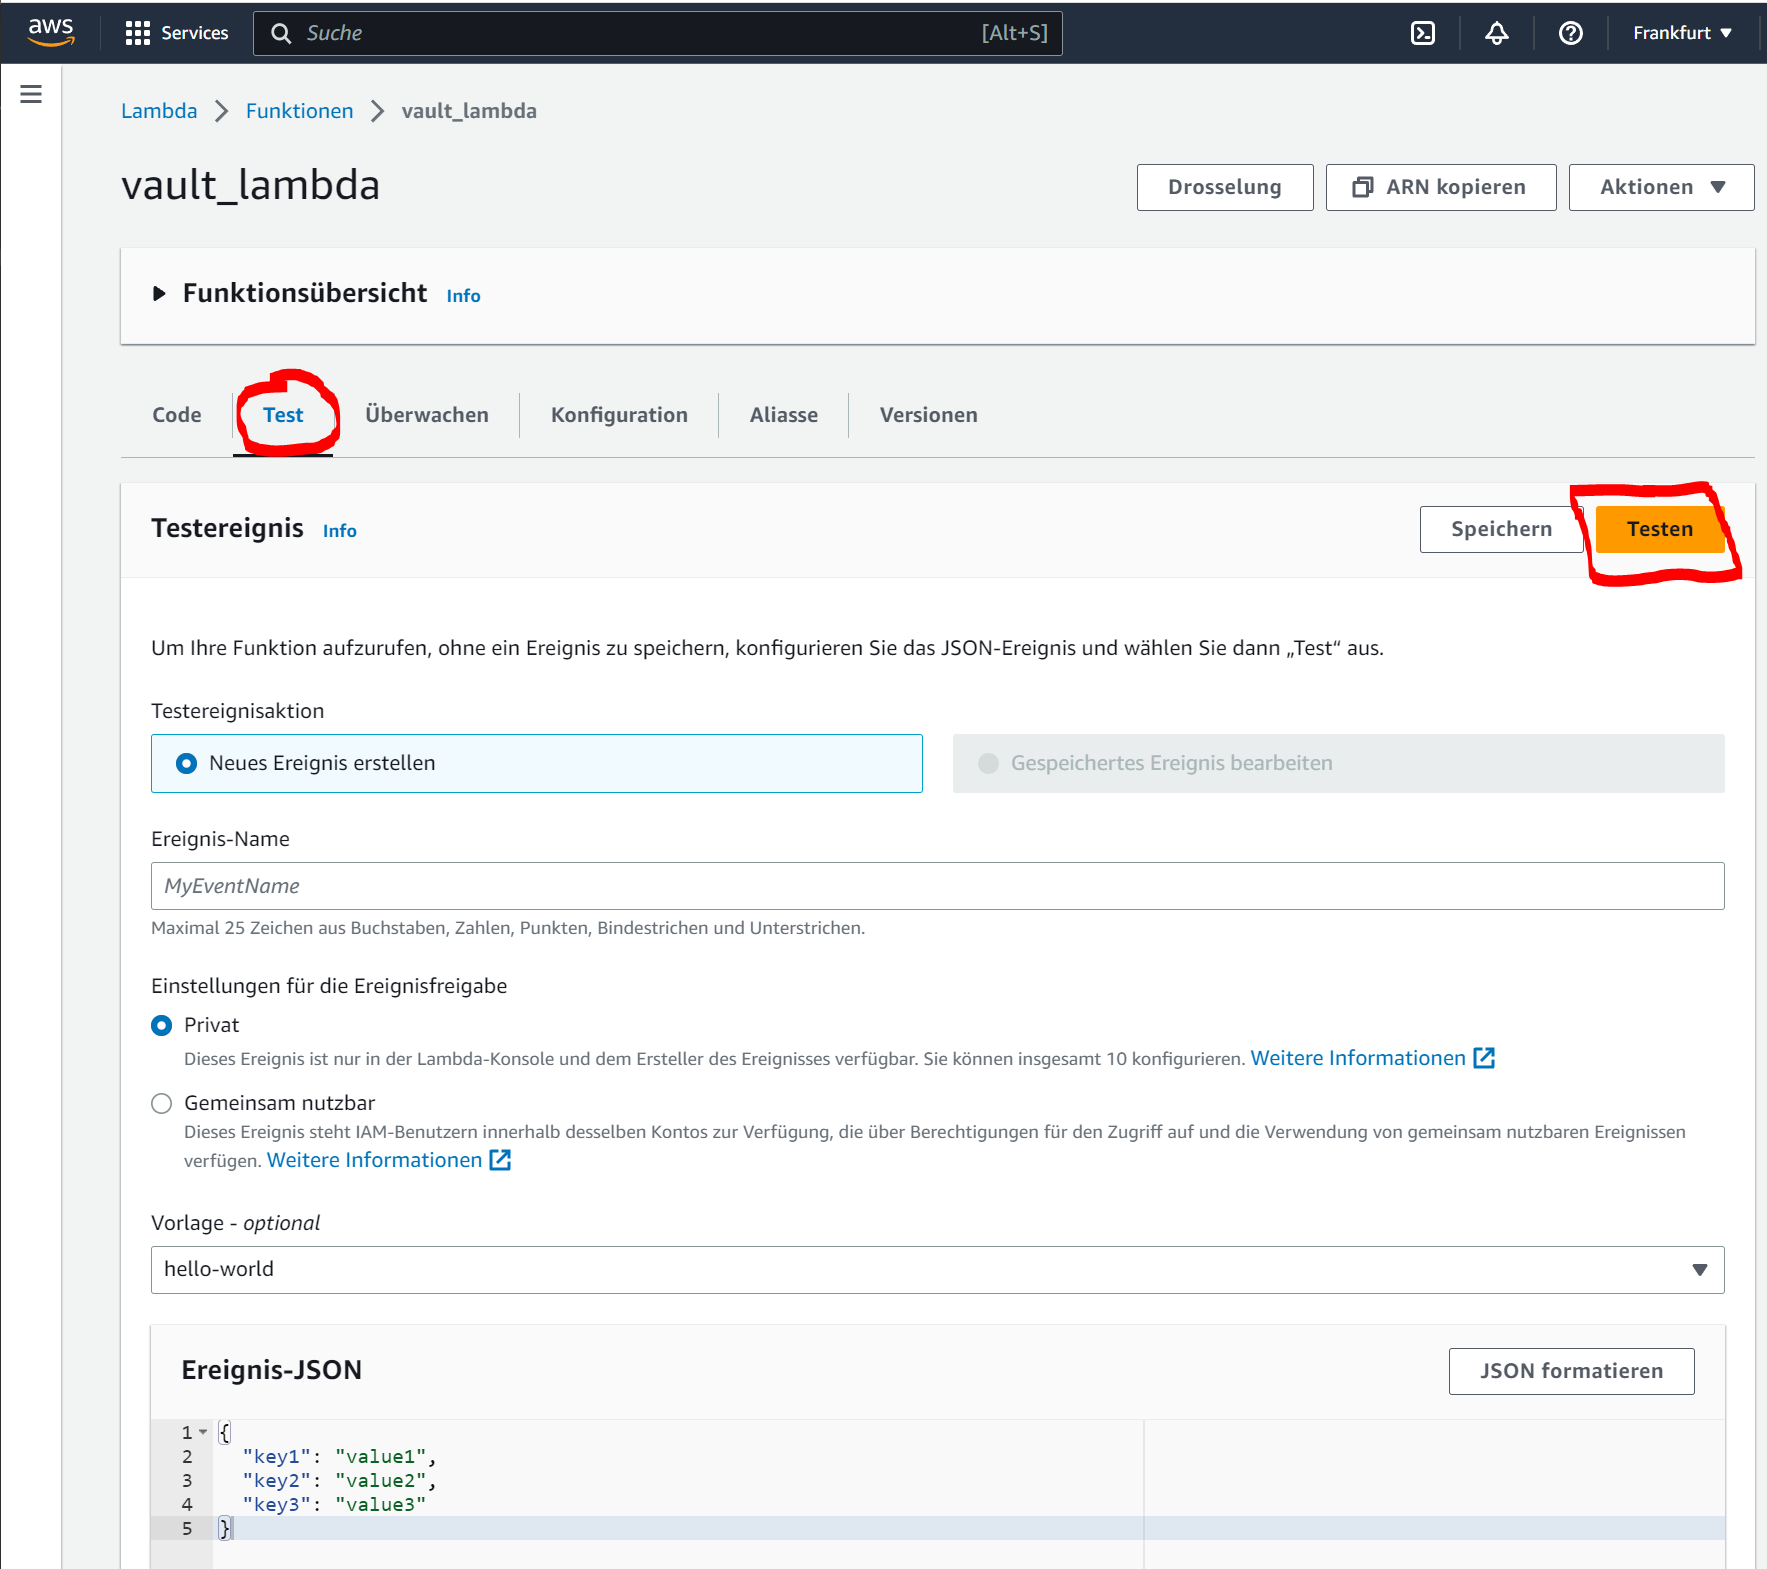 aws Services Suche [Alt+S] Frankfurt
Lambda Funktionen vault_lambda
vault_lambda
Drosselung ARN kopieren Aktionen
Funktionsübersicht Info
Code Test Überwachen Konfiguration Aliasse Versionen
Testereignis Info
Speichern Testen
Um Ihre Funktion aufzurufen, ohne ein Ereignis zu speichern, konfigurieren Sie das JSON-Ereignis und wählen Sie dann „Test“ aus.
Testereignisaktion
Neues Ereignis erstellen Gespeichertes Ereignis bearbeiten
Ereignis-Name
MyEventName
Maximal 25 Zeichen aus Buchstaben, Zahlen, Punkten, Bindestrichen und Unterstrichen.
Einstellungen für die Ereignisfreigabe
Privat
Dieses Ereignis ist nur in der Lambda-Konsole und dem Ersteller des Ereignisses verfügbar. Sie können insgesamt 10 konfigurieren. Weitere Informationen
Gemeinsam nutzbar
Dieses Ereignis steht IAM-Benutzern innerhalb desselben Kontos zur Verfügung, die über Berechtigungen für den Zugriff auf und die Verwendung von gemeinsam nutzbaren Ereignissen
verfügen. Weitere Informationen
Vorlage - optional
hello-world
Ereignis-JSON
JSON formatieren
1 {
2 "key1": "value1",
3 "key2": "value2",
4 "key3": "value3"
5 }